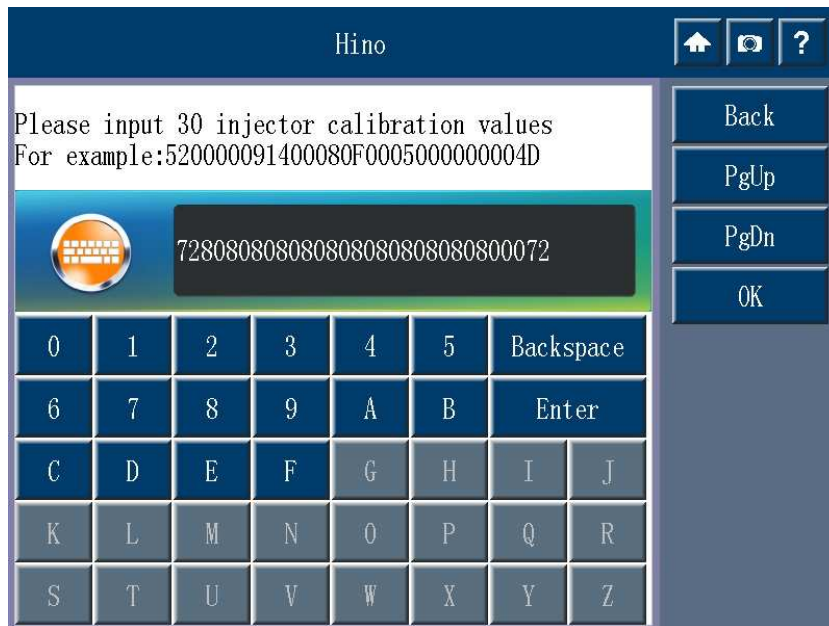 Hino
?
Please input 30 injector calibration values
For example:520000091400080F0005000000004D
728080808080808080808080800072
Back
PgUp
PgDn
OK
0 1 2 3 4 5 Backspace
6 7 8 9 A B Enter
C D E F G H I J
K L M N O P Q R
S T U V W X Y Z